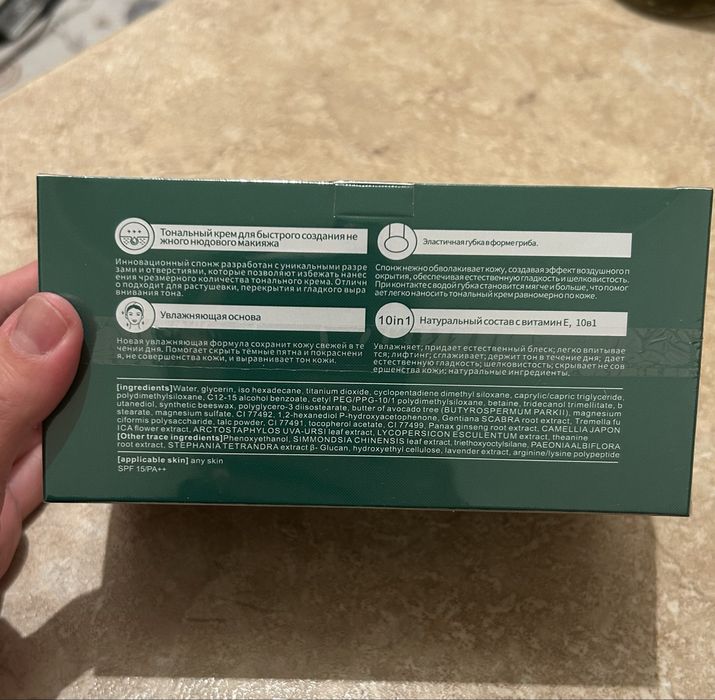 Тональный крем для быстрого создания не
жного нюдового макияжа
Инновационный спонж разработан с уникальными разре
зами и отверстиями, которые позволяют избежать нанес
ения чрезмерного количества тонального крема. Отличн
о подходит для растушевки, перекрытия и гладкого выра
внивания тона.
Эластичная губка в форме гриба.
Спонж нежно обволакивает кожу, создавая эффект воздушного п
окрытия, обеспечивая естественную гладкость и шелковистость.
При контакте с водой губка становится мягче и больше, что помог
ает легко наносить тональный крем равномерно по коже.
Увлажняющая основа
Новая увлажняющая формула сохранит кожу свежей в те
чении дня. Помогает скрыть тёмные пятна и покраснени
я, не совершенства кожи, и выравнивает тон кожи.
10in1
Натуральный состав с витамин Е, 10в1
Увлажняет; придает естественный блеск; легко впитывае
тся; лифтинг; сглаживает; держит тон в течение дня; дает
естественную гладкость; шелковистость; скрывает не сов
ершенства кожи; натуральные ингредиенты.
[ingredients]Water, glycerin, iso hexadecane, titanium dioxide, cyclopentadiene dimethyl siloxane, caprylic/capric triglyceride,
polydimethylsiloxane, C12-15 alcohol benzoate, cetyl PEG/PPG-10/1 polydimethylsiloxane, betaine, tridecanol trimellitate, b
utanediol, synthetic beeswax, polyglycero-3 diisostearate, butter of avocado tree (BUTYROSPERMUM PARKII), magnesium
stearate, magnesium sulfate, CI 77492, 1,2-hexanediol P-hydroxyacetophenone, Gentiana SCABRA root extract, Tremella fu
ciformis polysaccharide, talc powder, CI 77491, tocopherol acetate, CI 77499, Panax ginseng root extract, CAMELLIA JAPON
ICA flower extract, ARCTOSTAPHYLOS UVA-URSI leaf extract, LYCOPERSICON ESCULENTUM extract, theanine
[Other trace ingredients]Phenoxyethanol, SIMMONDSIA CHINENSIS leaf extract, triethoxyoctylsilane, PAEONIA ALBIFLORA
root extract, STEPHANIA TETRANDRA extract β- Glucan, hydroxyethyl cellulose, lavender extract, arginine/lysine polypeptide
[applicable skin] any skin
SPF 15/PA++